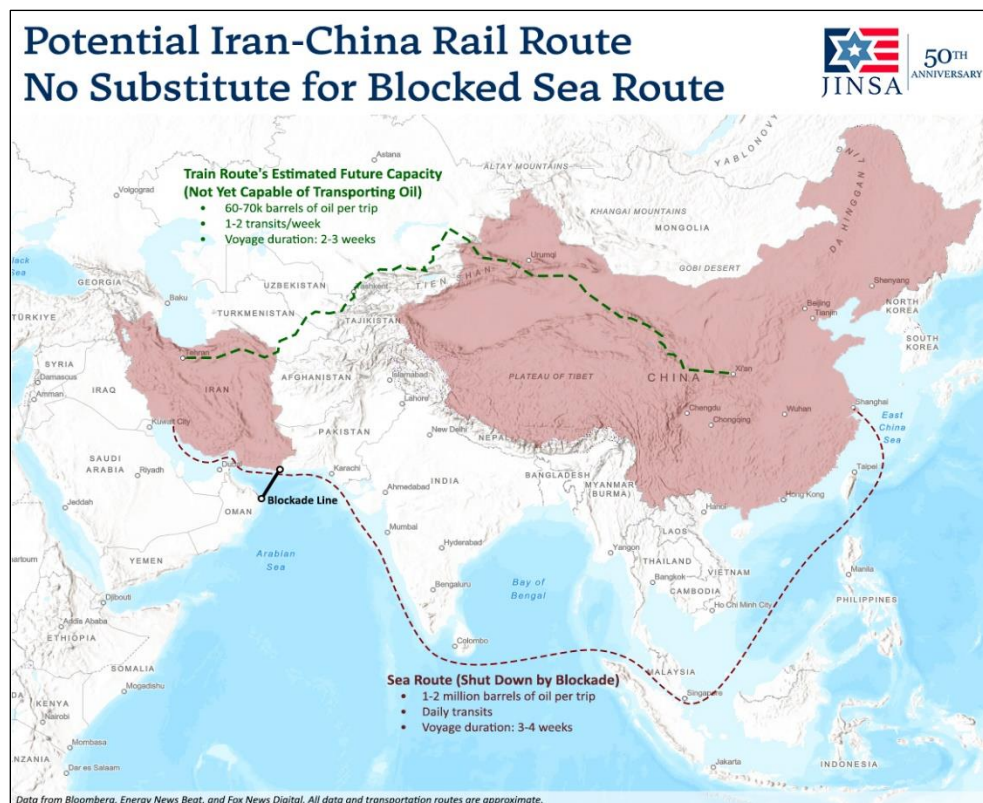 Potential Iran-China Rail Route
No Substitute for Blocked Sea Route
JINSA
50TH
ANNIVERSARY
Train Route's Estimated Future Capacity
(Not Yet Capable of Transporting Oil)
• 60-70k barrels of oil per trip
• 1-2 transits/week
• Voyage duration: 2-3 weeks
Astana
Volgograd
ALTAY MOUNTAINS
YABLONOVYY
DA HINGGAN LING
KHANGAI MOUNTAINS
MONGOLIA
GOBI DESERT
Urumqi
TIEN SHAN
Shenyang
Beijing
Tianjin
NORTH
KOREA
SOUTH
KOREA
lack
Sea
GEORGIA
Baku
UZBEKISTAN
TURKMENISTAN
TAJIKISTAN
TÜRKIYE
Tehran
SYRIA
Damascus
IRAQ
Amman
IRAN
AFGHANISTAN
Islamabad
Lahore
PLATEAU OF TIBET
CHINA
Xi'an
Kuwait City
PAKISTAN
New Delhi
NEPAL
Chengdu
Chongqing
Wuhan
Shanghai
East
China
Sea
SAUDI
ARABIA
Riyadh
Karachi
Blockade Line
OMAN
Jeddah
Ahmedabad
INDIA
BANGLADESH
MYANMAR
(BURMA)
Taipei
Hong Kong
Hanoi
LAOS
Mumbai
Hyderabad
YEMEN
Arabian
Sea
Bay of
Bengal
Yangon
THAILAND
Bangkok
VIETNAM
CAMBODIA
Ho Chi Minh City
Manila
PHILIPPINES
Bengaluru
Djibouti
Addis Ababa
ETHIOPIA
Colombo
SOMALIA
Mogadishu
Sea Route (Shut Down by Blockade)
• 1-2 million barrels of oil per trip
• Daily transits
• Voyage duration: 3-4 weeks
MALAYSIA
Singapore
KENYA
Nairobi
Mombasa
Dar es Salaam
Jakarta
INDONESIA
Data from Bloomberg, Energy News Beat, and Fox News Digital. All data and transportation routes are approximate.